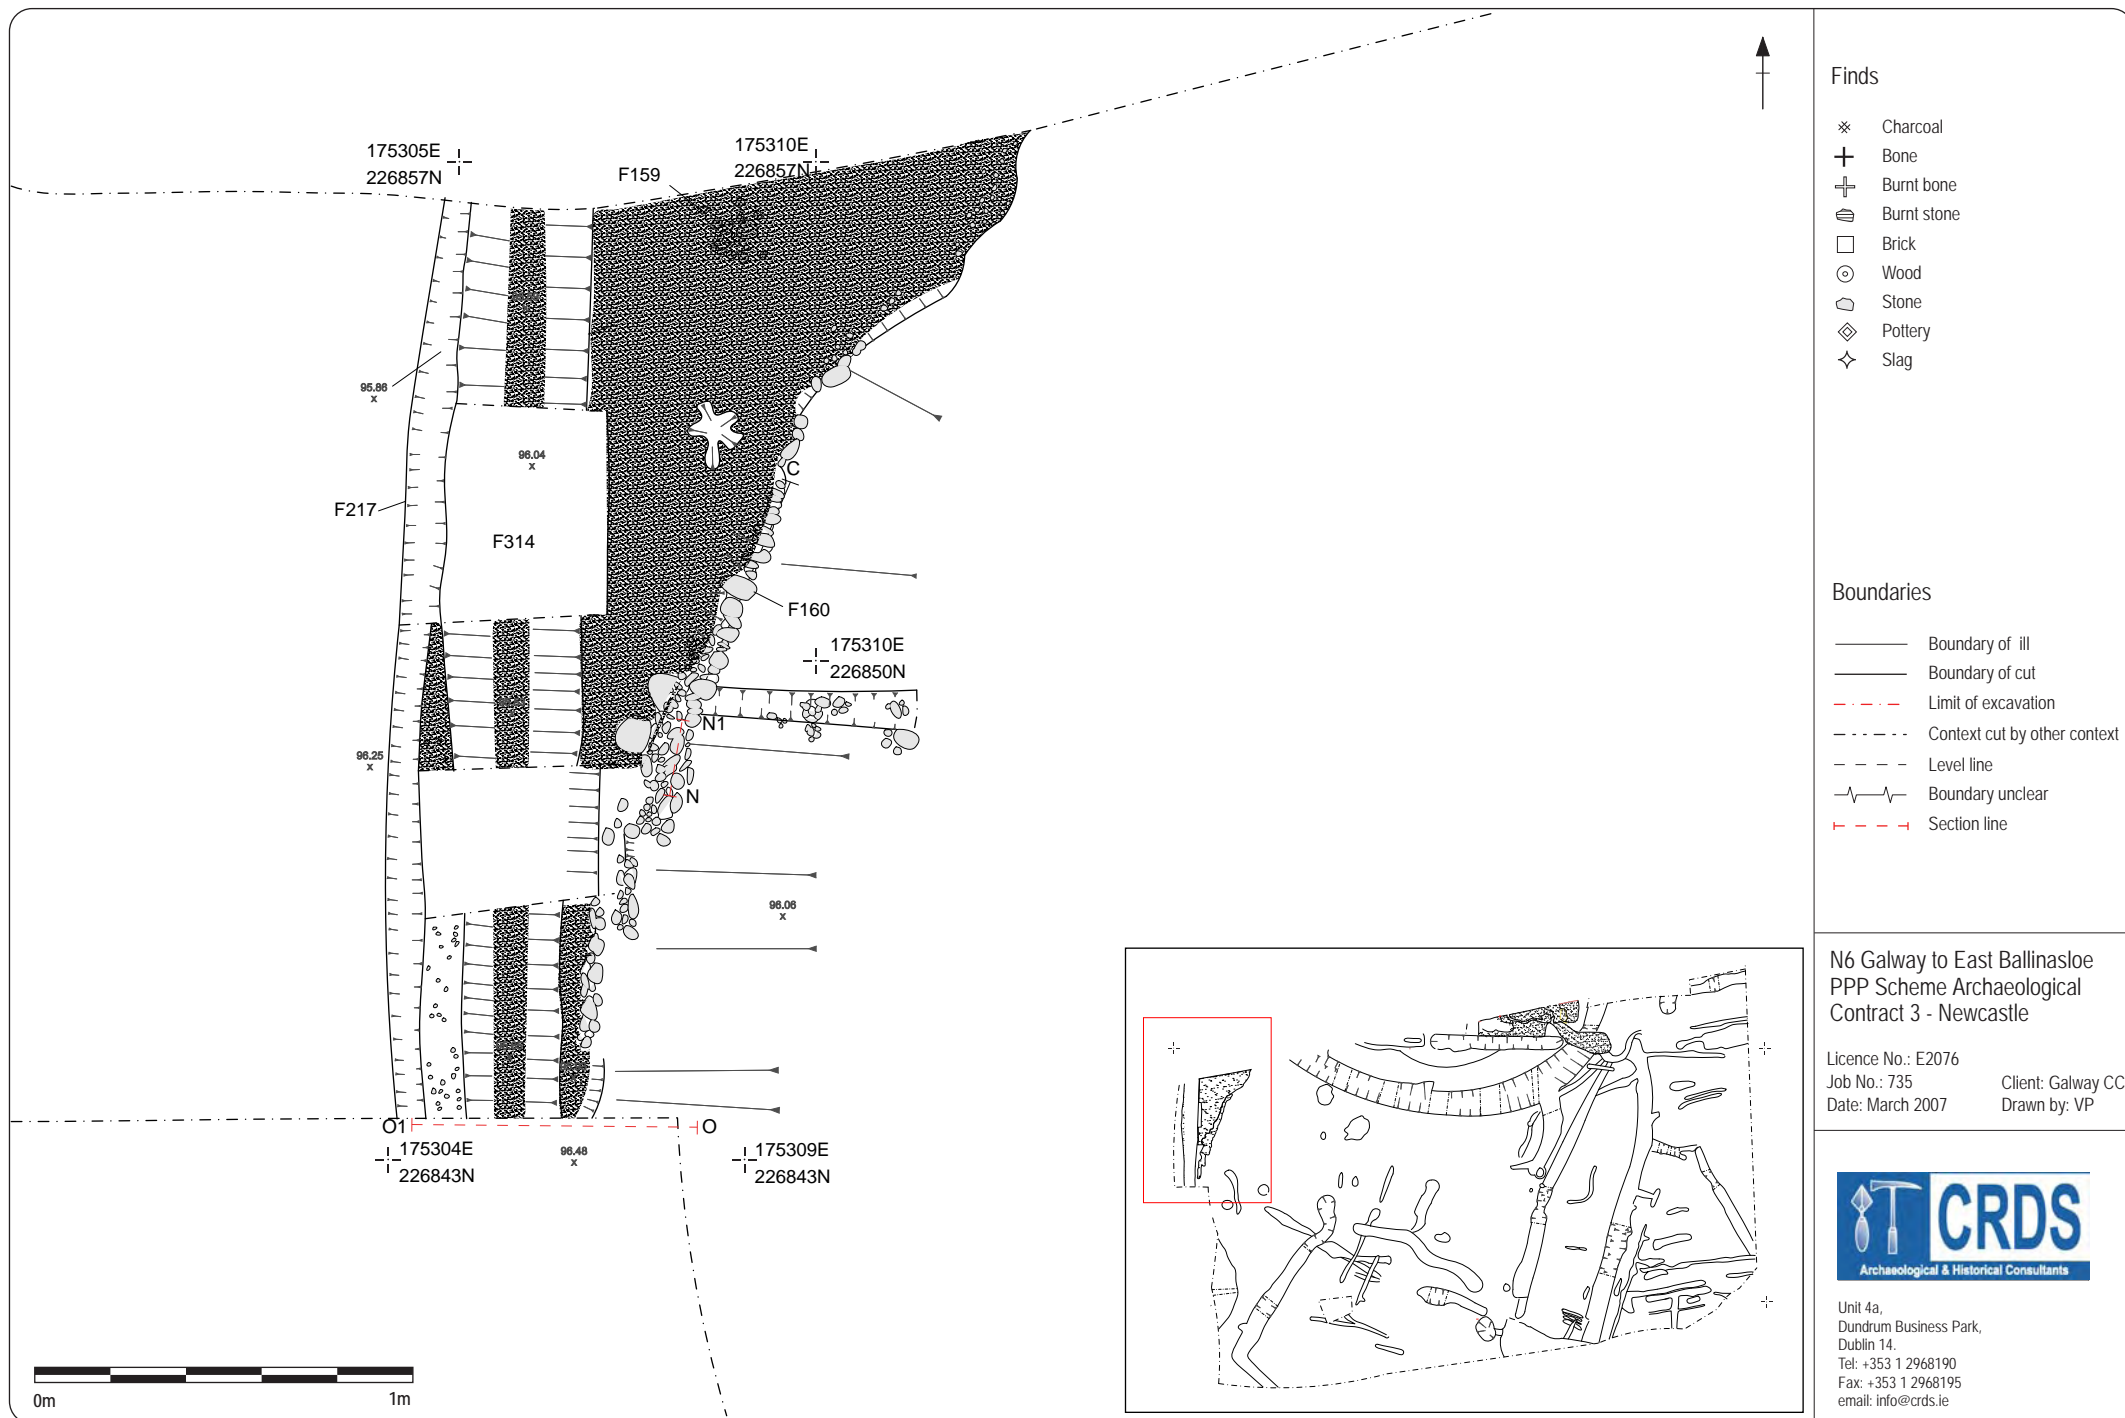 175305E
226857N
175310E
226857N
F159
95.86
x
96.04
x
F217
F314
C
F160
175310E
226850N
N1
N
96.25
x
96.06
x
O1
O
175304E
226843N
96.46
x
175309E
226843N
0m
1m
Finds
Charcoal
Bone
Burnt bone
Burnt stone
Brick
Wood
Stone
Pottery
Slag
Boundaries
Boundary of ill
Boundary of cut
Limit of excavation
Context cut by other context
Level line
Boundary unclear
Section line
N6 Galway to East Ballinasloe
PPP Scheme Archaeological
Contract 3 - Newcastle
Licence No.: E2076
Job No.: 735
Client: Galway CC
Date: March 2007
Drawn by: VP
CRDS
Archaeological & Historical Consultants
Unit 4a,
Dundrum Business Park,
Dublin 14.
Tel: +353 1 2968190
Fax: +353 1 2968195
email: info@crds.ie